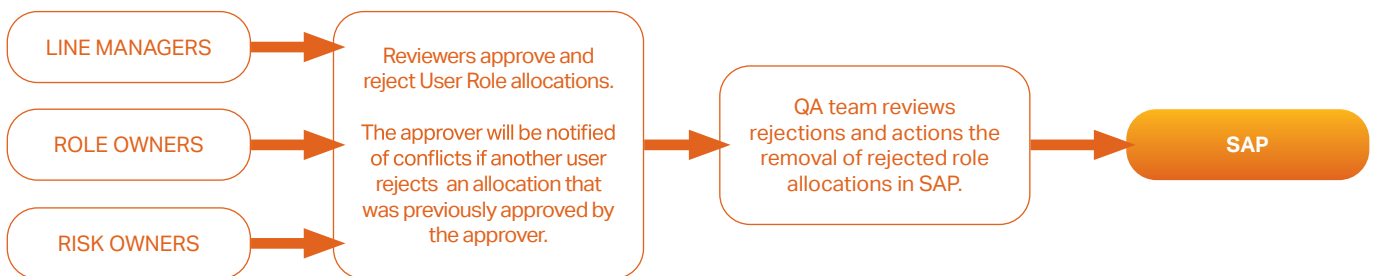 LINE MANAGERS
ROLE OWNERS
RISK OWNERS
Reviewers approve and
reject User Role allocations.
The approver will be notified
of conflicts if another user
rejects an allocation that
was previously approved by
the approver.
QA team reviews
rejections and actions the
removal of rejected role
allocations in SAP.
SAP